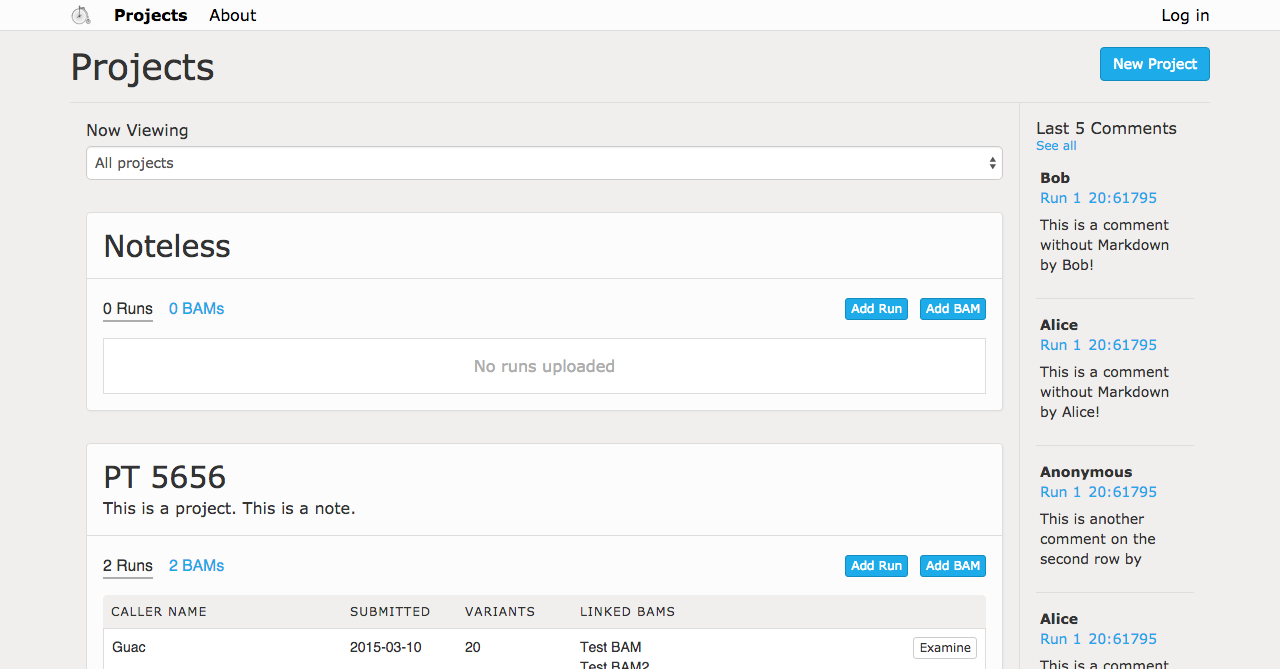 Projects About Log in
Projects
New Project
Now Viewing
All projects
Noteless
0 Runs 0 BAMs Add Run Add BAM
No runs uploaded
PT 5656
This is a project. This is a note.
2 Runs 2 BAMs Add Run Add BAM
CALLER NAME SUBMITTED VARIANTS LINKED BAMS
Guac 2015-03-10 20 Test BAM Examine
Test BAM2
Last 5 Comments
See all
Bob
Run 1 20:61795
This is a comment
without Markdown
by Bob!
Alice
Run 1 20:61795
This is a comment
without Markdown
by Alice!
Anonymous
Run 1 20:61795
This is another
comment on the
second row by
Alice
Run 1 20:61795
This is a comment